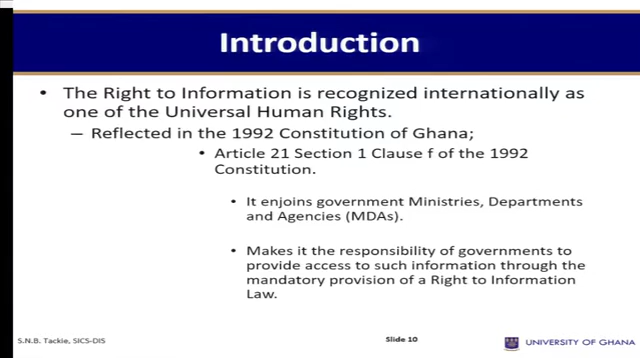 Introduction
• The Right to Information is recognized internationally as
one of the Universal Human Rights.
– Reflected in the 1992 Constitution of Ghana;
• Article 21 Section 1 Clause f of the 1992
Constitution.
• It enjoins government Ministries, Departments
and Agencies (MDAs).
• Makes it the responsibility of governments to
provide access to such information through the
mandatory provision of a Right to Information
Law.
S.N.B. Tackie, SICS-DIS
Slide 10
UNIVERSITY OF GHANA